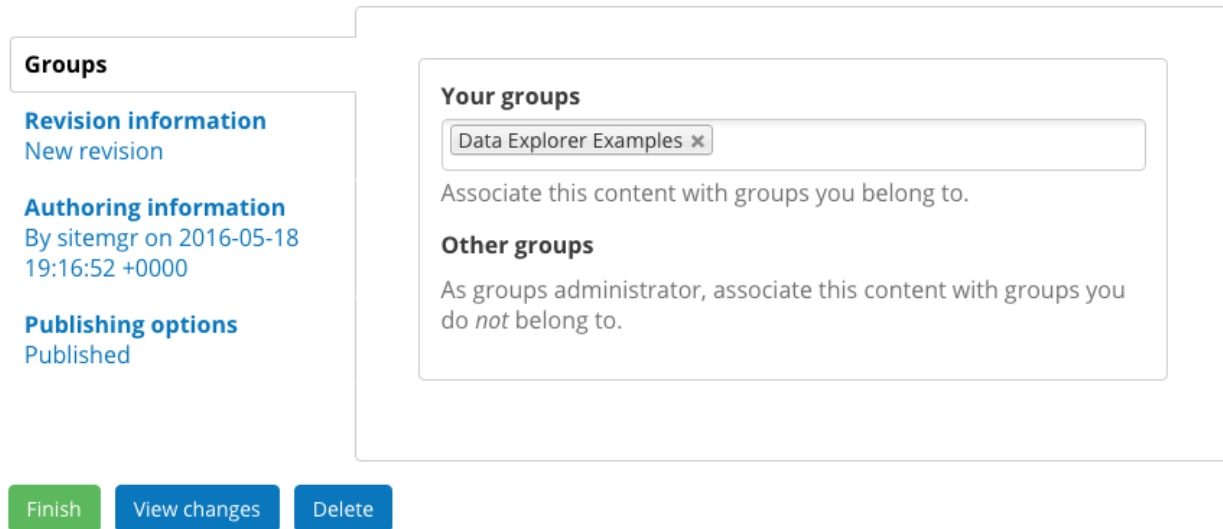 Groups
Revision information
New revision
Authoring information
By sitemgr on 2016-05-18
19:16:52 +0000
Publishing options
Published
Your groups
Data Explorer Examples ×
Associate this content with groups you belong to.
Other groups
As groups administrator, associate this content with groups you
do not belong to.
Finish
View changes
Delete